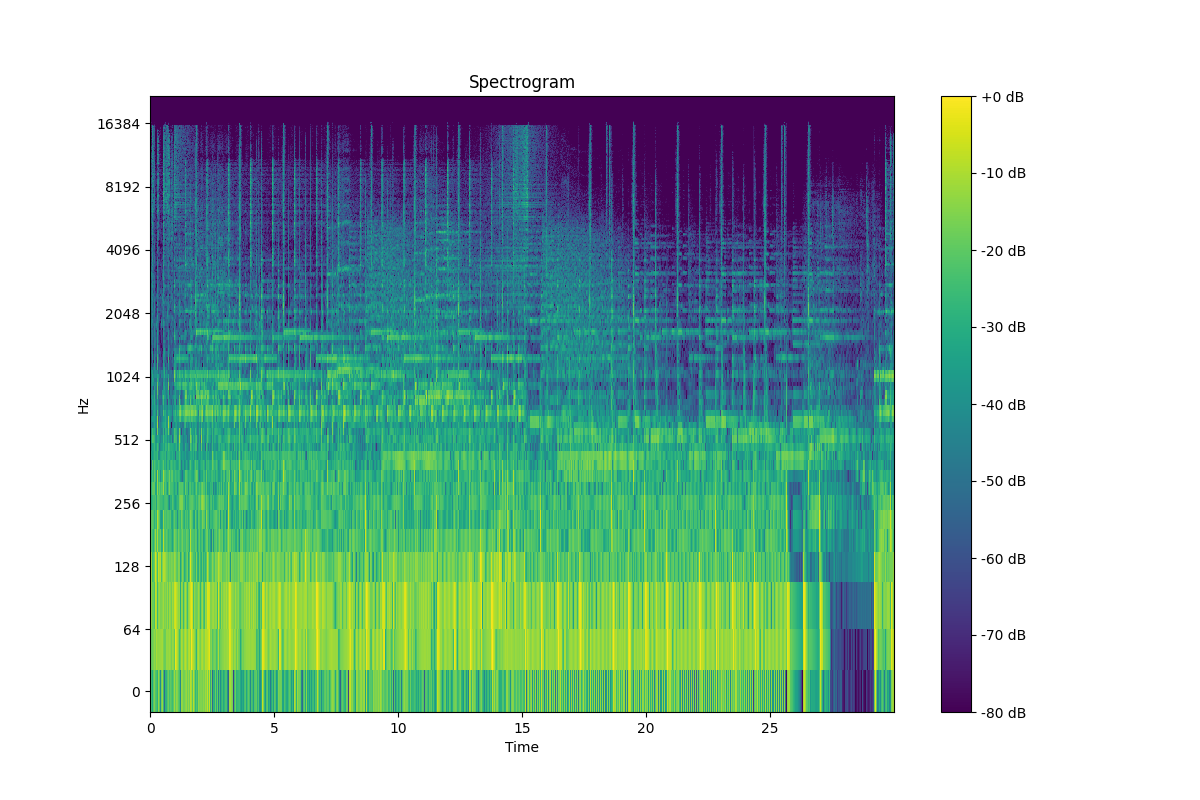 Spectrogram
16384
8192
4096
2048
1024
512
256
128
64
0
Hz
0 5 10 15 20 25
Time
+0 dB
-10 dB
-20 dB
-30 dB
-40 dB
-50 dB
-60 dB
-70 dB
-80 dB